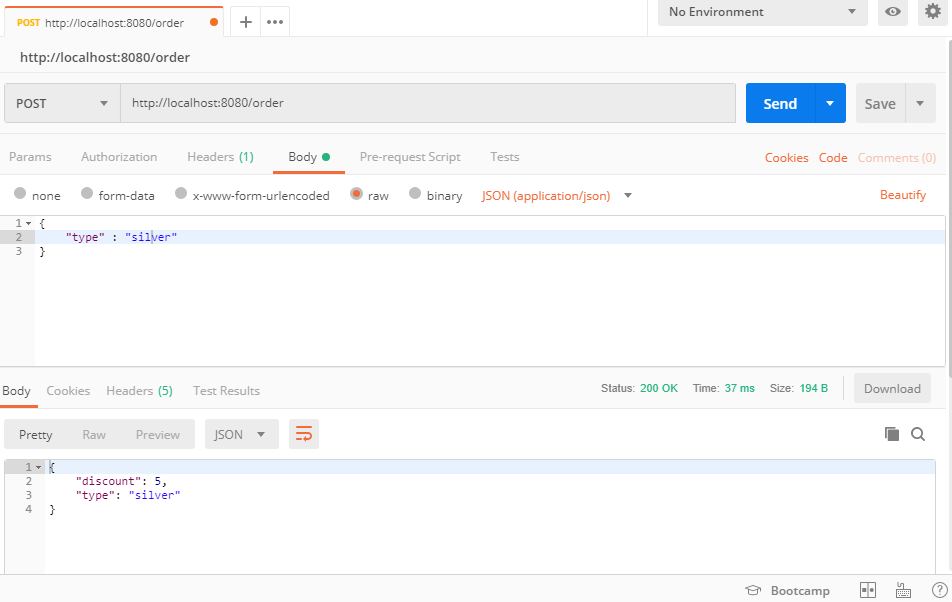 POST http://localhost:8080/order
No Environment
http://localhost:8080/order
POST http://localhost:8080/order Send Save
Params Authorization Headers (1) Body Pre-request Script Tests Cookies Code Comments (0)
none form-data x-www-form-urlencoded raw binary JSON (application/json) Beautify
1 {
2 "type" : "silver"
3 }
Body Cookies Headers (5) Test Results Status: 200 OK Time: 37 ms Size: 194 B Download
Pretty Raw Preview JSON
1 {
2 "discount": 5,
3 "type": "silver"
4 }
Bootcamp ?